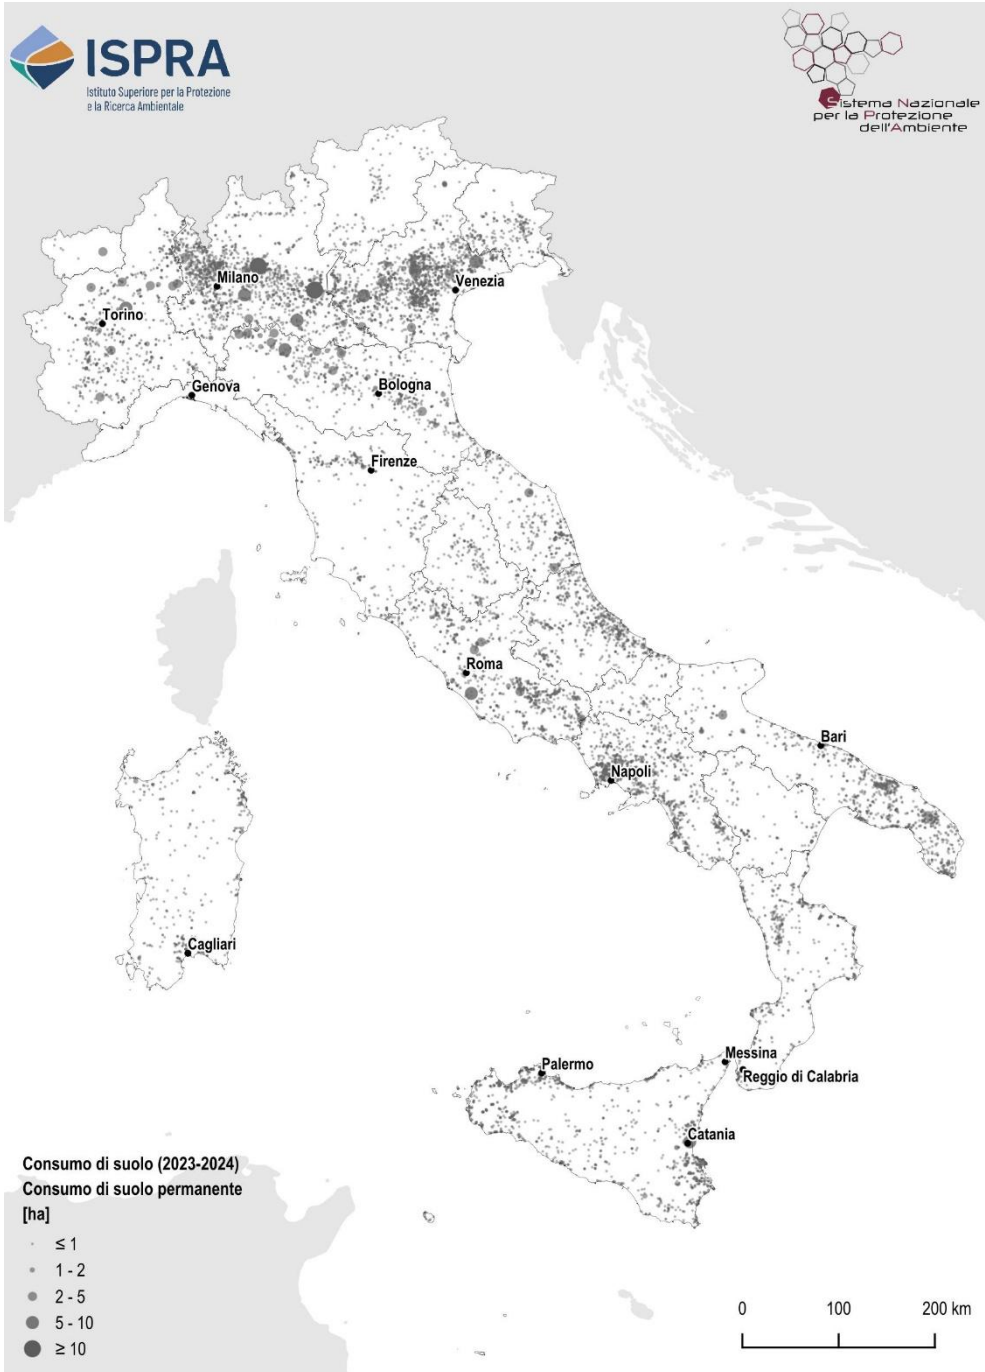 ISPRA
Istituto Superiore per la Protezione
e la Ricerca Ambientale
Sistema Nazionale
per la Protezione
dell'Ambiente
Milano
Venezia
Torino
Genova
Bologna
Firenze
Roma
Bari
Napoli
Cagliari
Messina
Palermo
Reggio di Calabria
Catania
Consumo di suolo (2023-2024)
Consumo di suolo permanente
[ha]
≤ 1
1 - 2
2 - 5
5 - 10
≥ 10
0 100 200 km